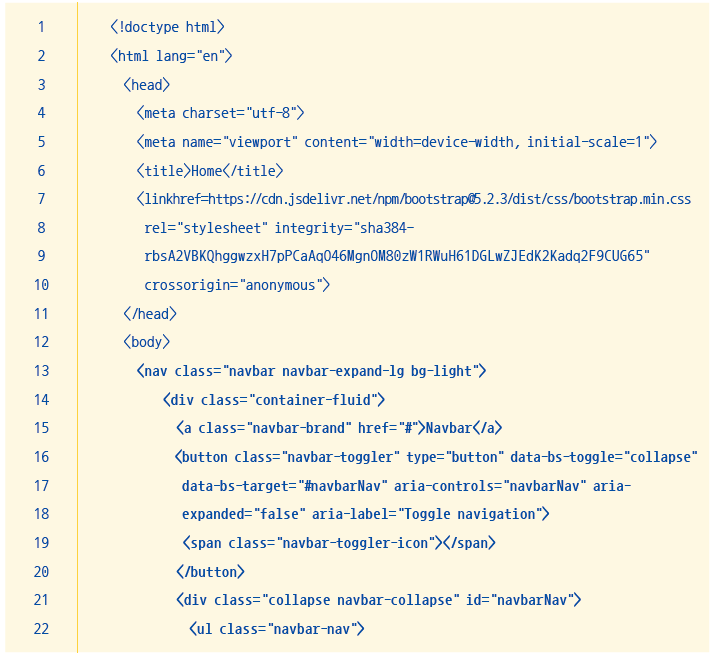 1 <!doctype html>
2 <html lang="en">
3 <head>
4 <meta charset="utf-8">
5 <meta name="viewport" content="width=device-width, initial-scale=1">
6 <title>Home</title>
7 <linkhref=https://cdn.jsdelivr.net/npm/bootstrap@5.2.3/dist/css/bootstrap.min.css
8 rel="stylesheet" integrity="sha384-
9 rbsA2VBKQhggwzxH7pPCaAqO46MgnOM80zW1RWuH61DGLwZJEdK2Kadq2F9CUG65"
10 crossorigin="anonymous">
11 </head>
12 <body>
13 <nav class="navbar navbar-expand-lg bg-light">
14 <div class="container-fluid">
15 <a class="navbar-brand" href="#">Navbar</a>
16 <button class="navbar-toggler" type="button" data-bs-toggle="collapse"
17 data-bs-target="#navbarNav" aria-controls="navbarNav" aria-
18 expanded="false" aria-label="Toggle navigation">
19 <span class="navbar-toggler-icon"></span>
20 </button>
21 <div class="collapse navbar-collapse" id="navbarNav">
22 <ul class="navbar-nav">